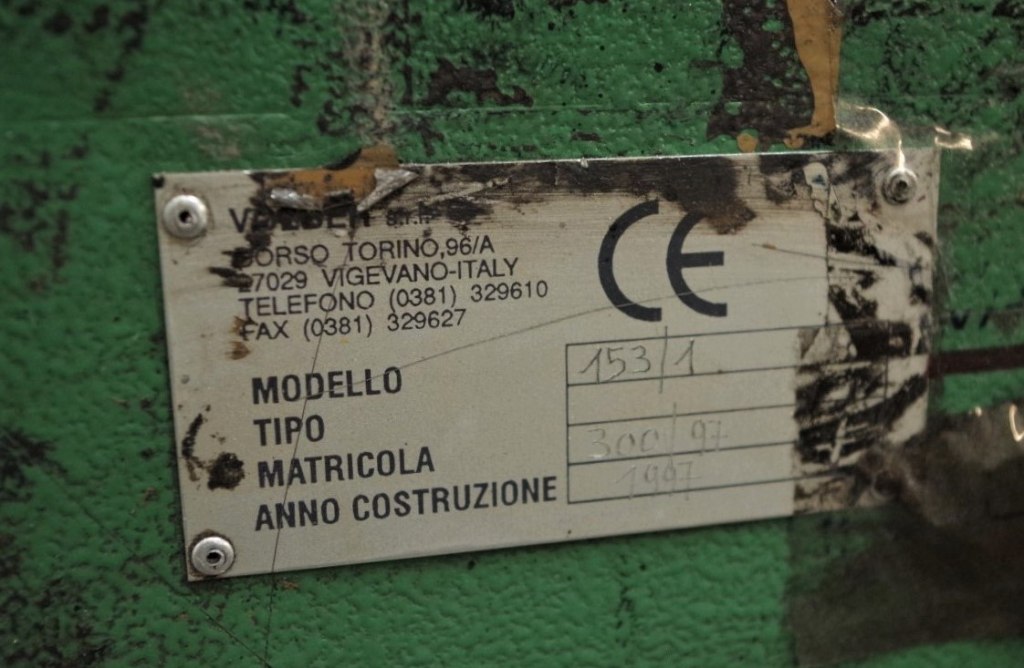 s.r.l.
CORSO TORINO,96/A
27029 VIGEVANO-ITALY
TELEFONO (0381) 329610
FAX (0381) 329627
CE
MODELLO 153/1
TIPO
MATRICOLA 300/97
ANNO COSTRUZIONE 1997